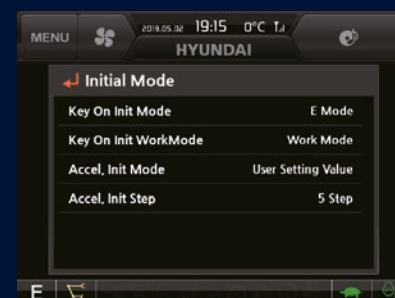 MENU
2019.05.02 19:15 0°C
HYUNDAI
Initial Mode
Key On Init Mode E Mode
Key On Init WorkMode Work Mode
Accel, Init Mode User Setting Value
Accel, Init Step 5 Step
E